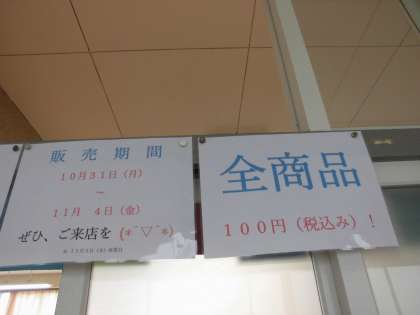 販売期間
10月31日(月)
~
11月 4日(金)
ぜひ、ご来店を (*^▽^*)
全商品
100円(税込み)!